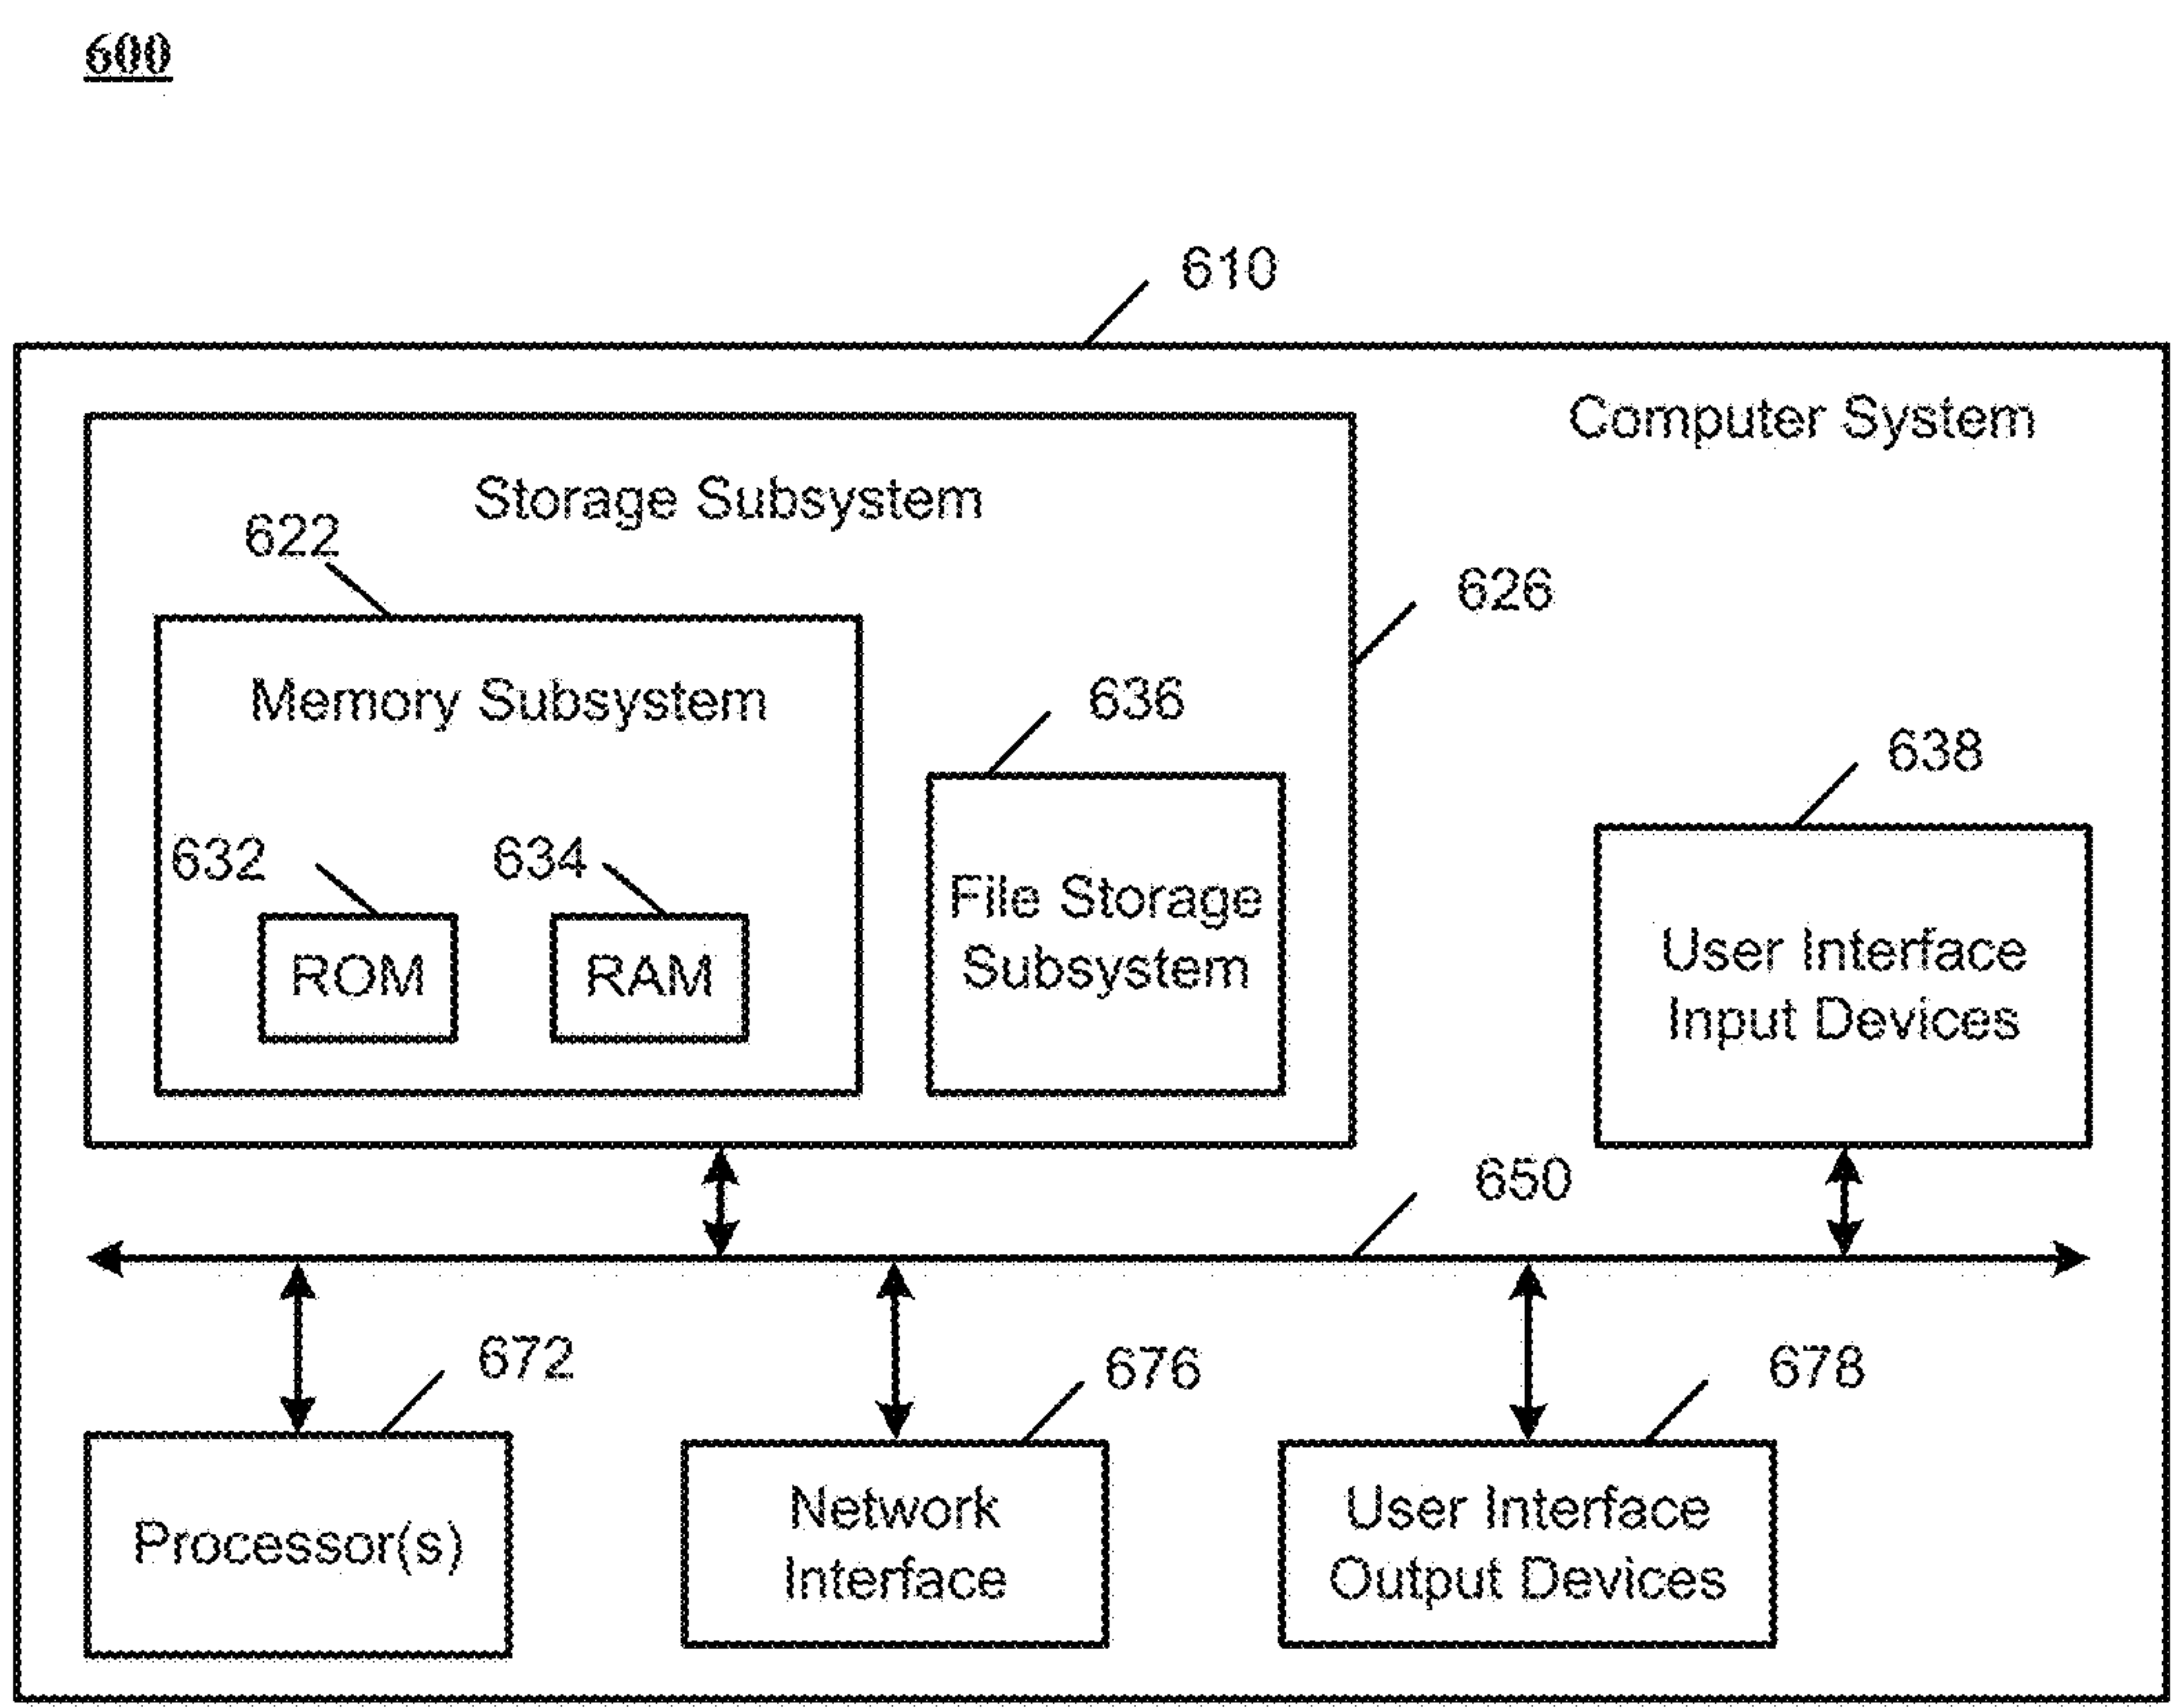 600
610
Computer System
Storage Subsystem
622
626
Memory Subsystem
636
638
632
634
File Storage
Subsystem
ROM
RAM
User Interface
Input Devices
650
672
676
678
Processor(s)
Network
Interface
User Interface
Output Devices